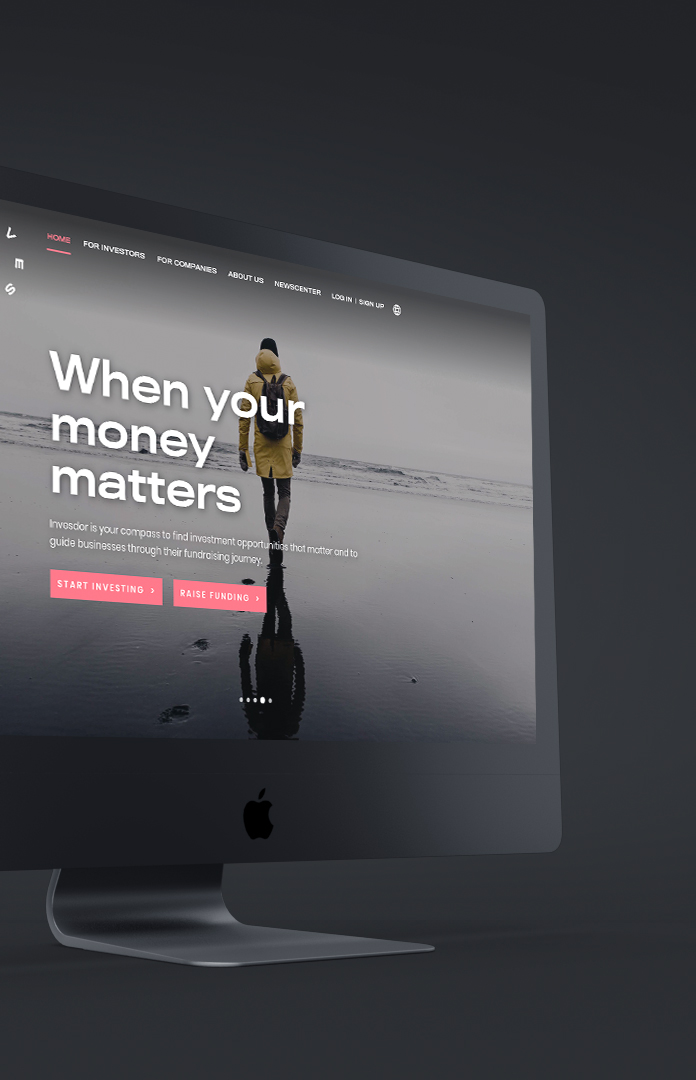 L
E
S
HOME FOR INVESTORS FOR COMPANIES ABOUT US NEWSCENTER LOG IN | SIGN UP
When your
money
matters
Invesdor is your compass to find investment opportunities that matter and to
guide businesses through their fundraising journey.
START INVESTING > RAISE FUNDING >